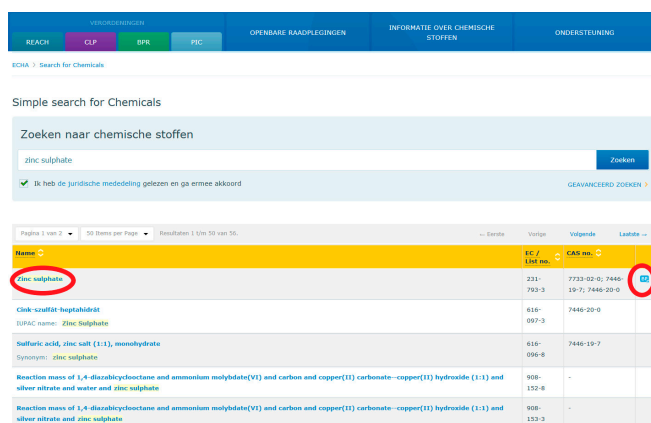 VERORDENINGEN
REACH CLP BPR PIC OPENBARE RAADPLEGINGEN INFORMATIE OVER CHEMISCHE STOFFEN ONDERSTEUNING
ECHA > Search for Chemicals
Simple search for Chemicals
Zoeken naar chemische stoffen
zinc sulphate Zoeken
Ik heb de juridische mededeling gelezen en ga ermee akkoord GEAVANCEERD ZOEKEN >
Pagina 1 van 2 50 Items per Page Resultaten 1 t/m 50 van 56. ← Eerste Vorige Volgende Laatste →
Name EC / List no. CAS no.
Zinc sulphate 231-793-3 7733-02-0; 7446-19-7; 7446-20-0
Cink-szulfát-heptahidrát 616-097-3 7446-20-0
IUPAC name: Zinc Sulphate
Sulfuric acid, zinc salt (1:1), monohydrate 616-096-8 7446-19-7
Synonym: zinc sulphate
Reaction mass of 1,4-diazabicyclooctane and ammonium molybdate(VI) and carbon and copper(II) carbonate--copper(II) hydroxide (1:1) and 908-152-8 -
silver nitrate and water and zinc sulphate
Reaction mass of 1,4-diazabicyclooctane and ammonium molybdate(VI) and carbon and copper(II) carbonate--copper(II) hydroxide (1:1) and 908-153-3 -
silver nitrate and zinc sulphate